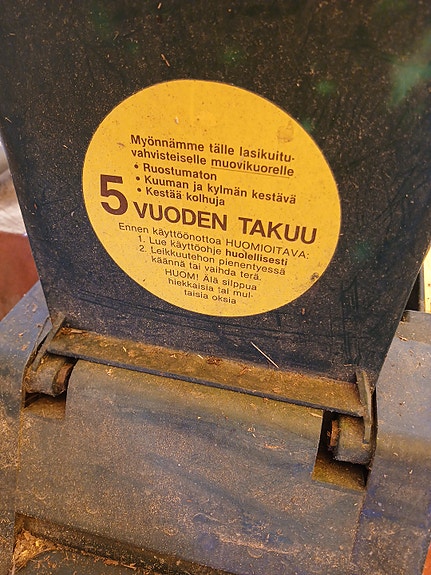 Myönnämme tälle lasikuitu-
vahvisteiselle muovikuorelle
• Ruostumaton
• Kuuman ja kylmän kestävä
• Kestää kolhuja
5 VUODEN TAKUU
Ennen käyttöönottoa HUOMIOITAVA:
1. Lue käyttöohje huolellisesti
2. Leikkuutehon pienentyessä
käännä tai vaihda terä.
HUOM! Älä silppua
hiekkaisia tai mul-
taisia oksia